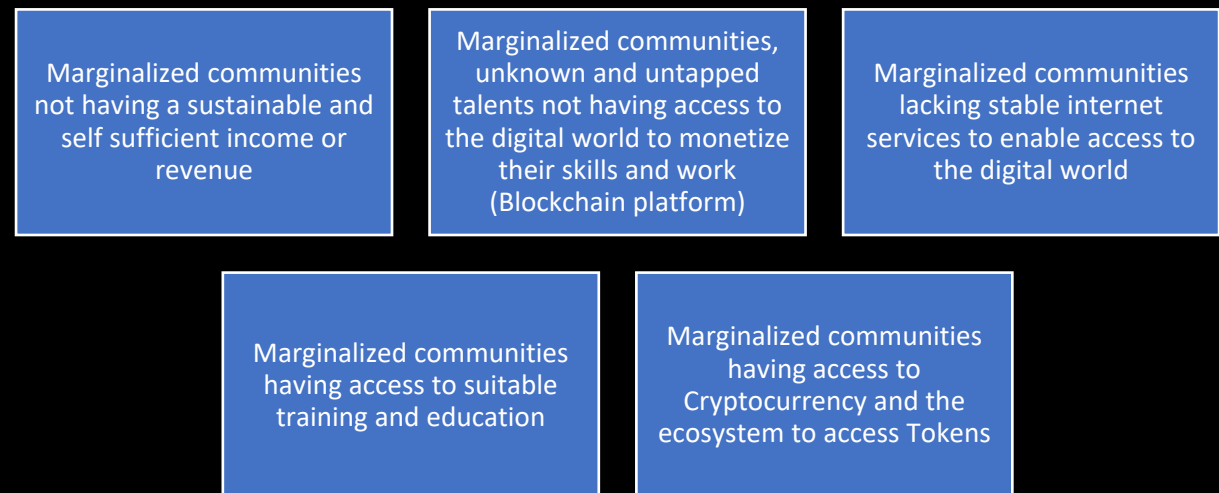 Marginalized communities
not having a sustainable and
self sufficient income or
revenue
Marginalized communities,
unknown and untapped
talents not having access to
the digital world to monetize
their skills and work
(Blockchain platform)
Marginalized communities
lacking stable internet
services to enable access to
the digital world
Marginalized communities
having access to suitable
training and education
Marginalized communities
having access to
Cryptocurrency and the
ecosystem to access Tokens